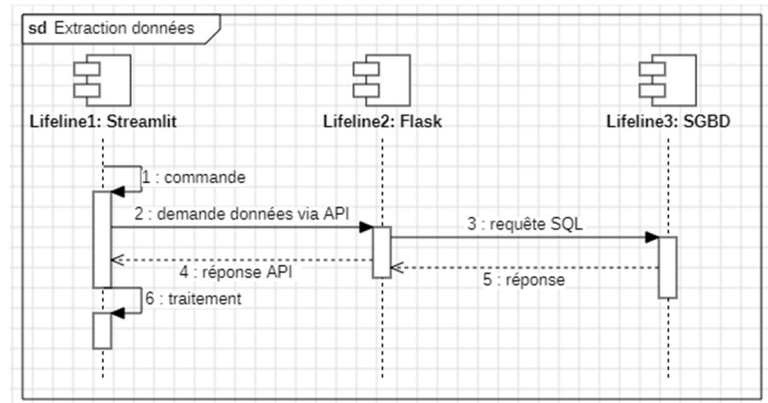 sd Extraction données
Lifeline1: Streamlit
Lifeline2: Flask
Lifeline3: SGBD
1 : commande
2 : demande données via API
3 : requête SQL
4 : réponse API
5 : réponse
6 : traitement